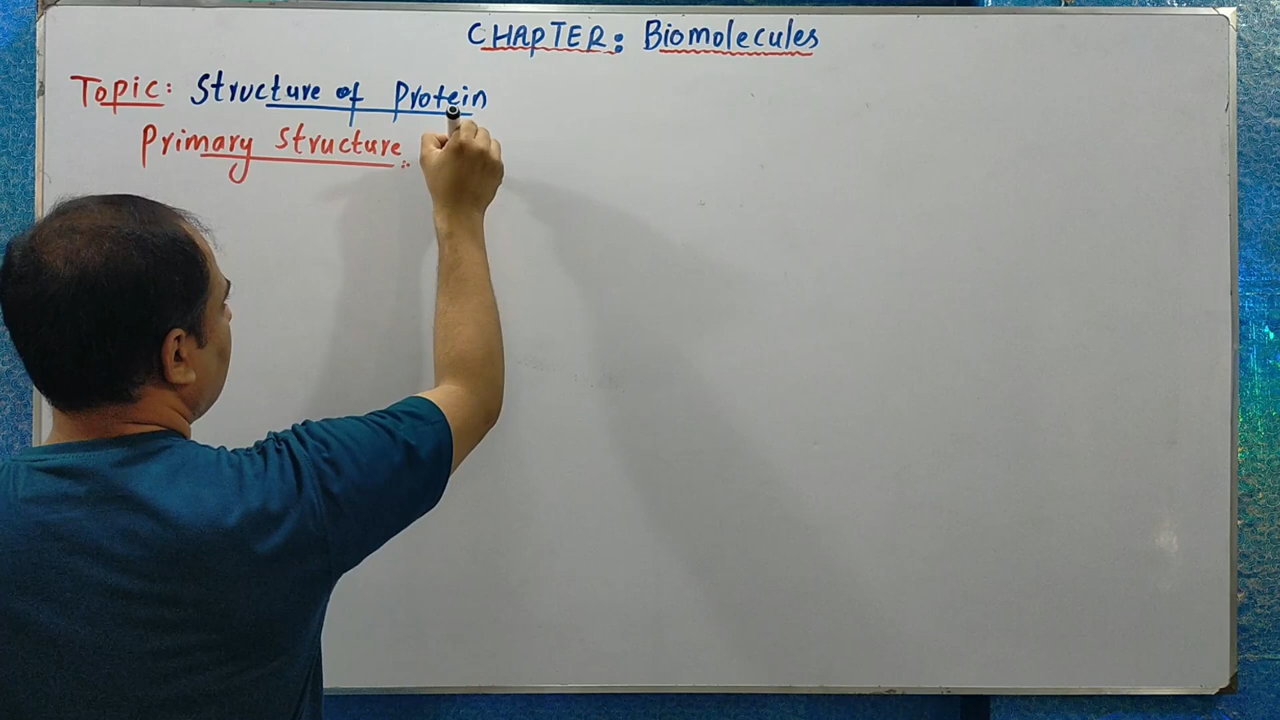 CHAPTER: Biomolecules
Topic: Structure of Protein
Primary Structure: